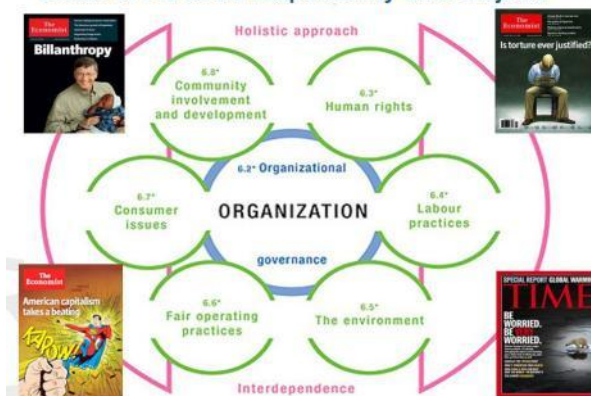 Holistic approach
The
Economist
Billanthropy
The
Economist
Is torture ever justified?
6.8*
Community
involvement
and development
6.3*
Human rights
6.2* Organizational
6.7*
Consumer
issues
ORGANIZATION
6.4*
Labour
practices
governance
The
Economist
American capitalism
takes a beating
KAPOW!
6.6*
Fair operating
practices
6.5*
The environment
SPECIAL REPORT GLOBAL WARMING
TIME
BE
WORRIED.
BE VERY
WORRIED.
Interdependence